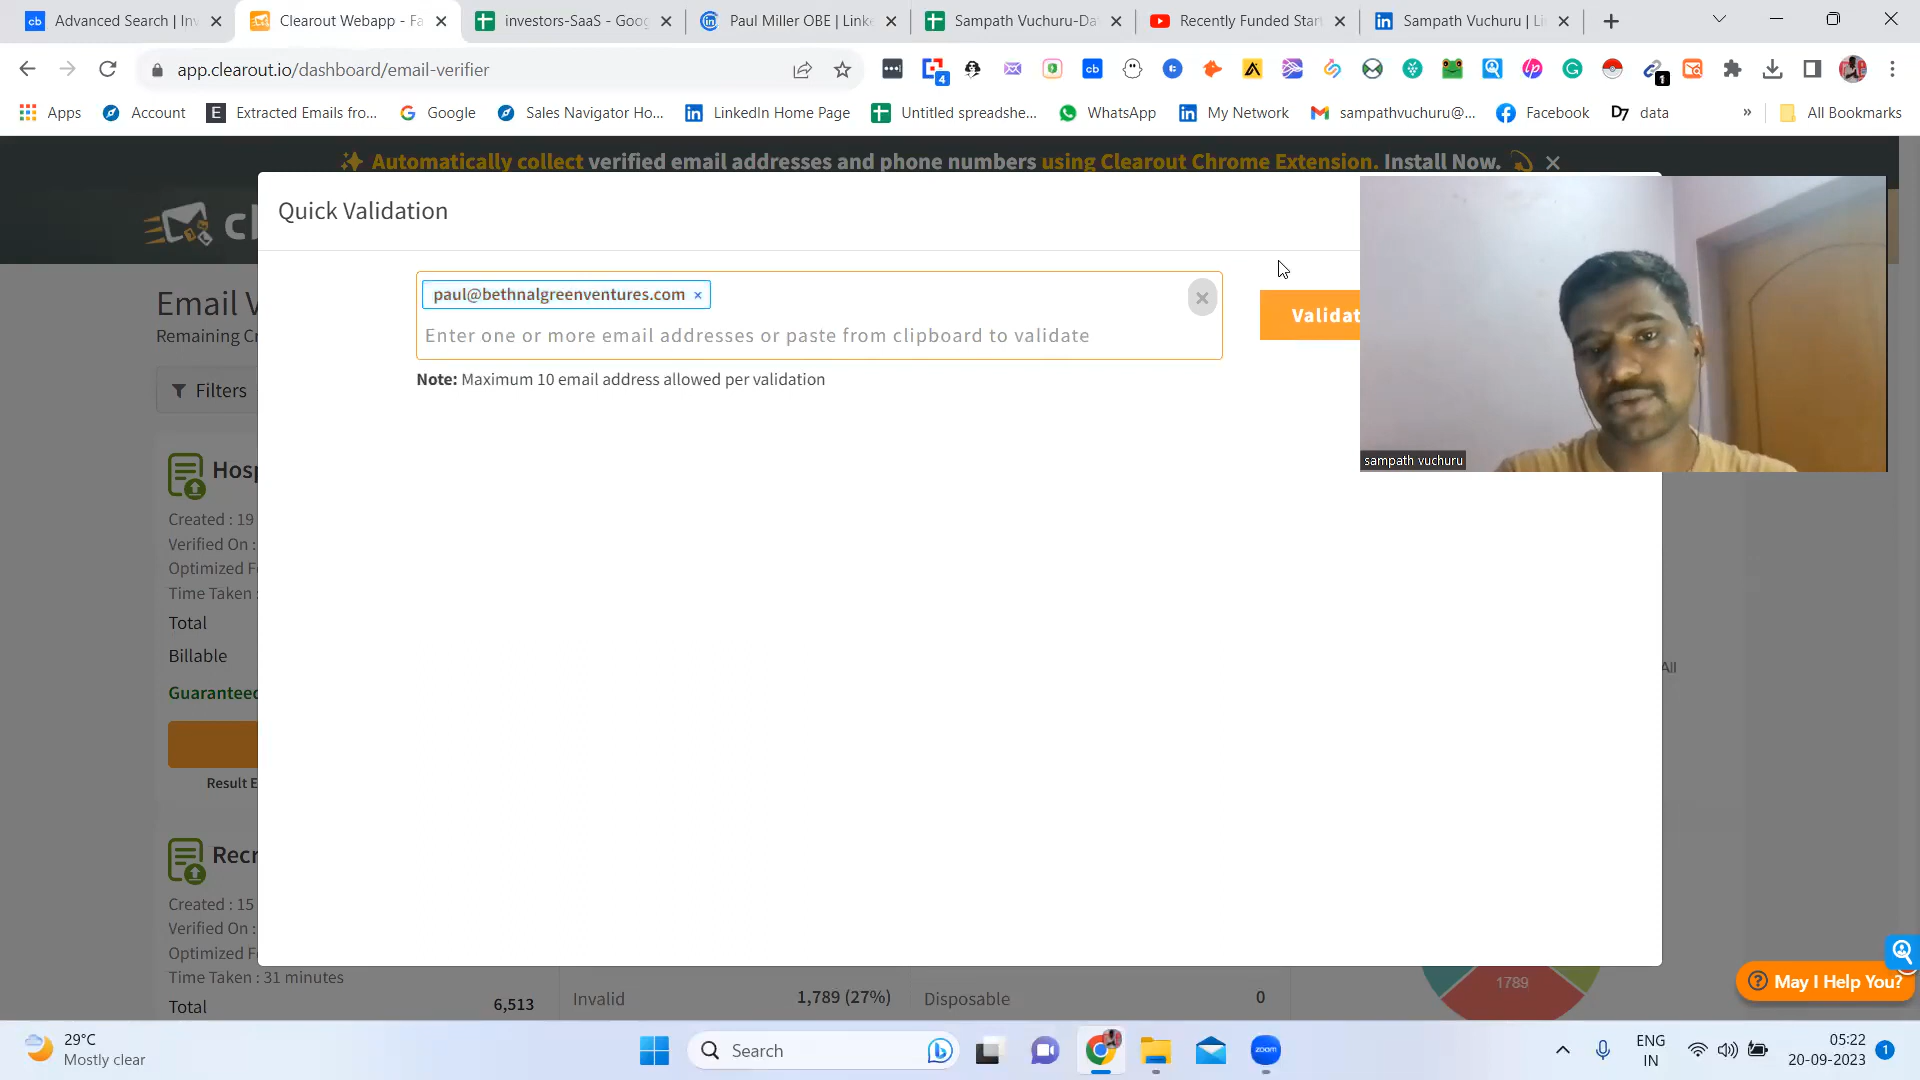 Advanced Search | Inv
Clearout Webapp - Fa
investors-SaaS - Goog
Paul Miller OBE | Linke
Sampath Vuchuru-Da
Recently Funded Star
Sampath Vuchuru | Li
app.clearout.io/dashboard/email-verifier
4
1
Apps
Account
Extracted Emails fro...
Google
Sales Navigator Ho...
LinkedIn Home Page
Untitled spreadshe...
WhatsApp
My Network
sampathvuchuru@...
Facebook
data
»
All Bookmarks
Automatically collect verified email addresses and phone numbers using Clearout Chrome Extension. Install Now.
Quick Validation
paul@bethnalgreenventures.com ×
Enter one or more email addresses or paste from clipboard to validate
Validat
Note: Maximum 10 email address allowed per validation
sampath vuchuru
cl
Email V
Remaining Cr
Filters
Hosp
Created : 19
Verified On :
Optimized F
Time Taken :
Total
Billable
Guaranteed
All
Result E
Recr
Created : 15
Verified On :
Optimized F
Time Taken : 31 minutes
Total 6,513
Invalid 1,789 (27%)
Disposable 0
1789
May I Help You?
29°C
Mostly clear
Search
zoom
ENG
IN
05:22
20-09-2023
1